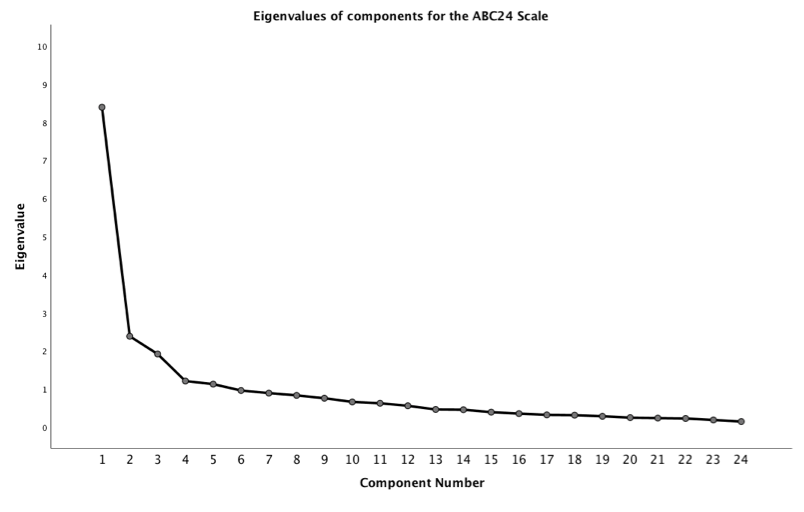 Eigenvalues of components for the ABC24 Scale
10
9
8
7
6
5
4
3
2
1
0
Eigenvalue
1 2 3 4 5 6 7 8 9 10 11 12 13 14 15 16 17 18 19 20 21 22 23 24
Component Number